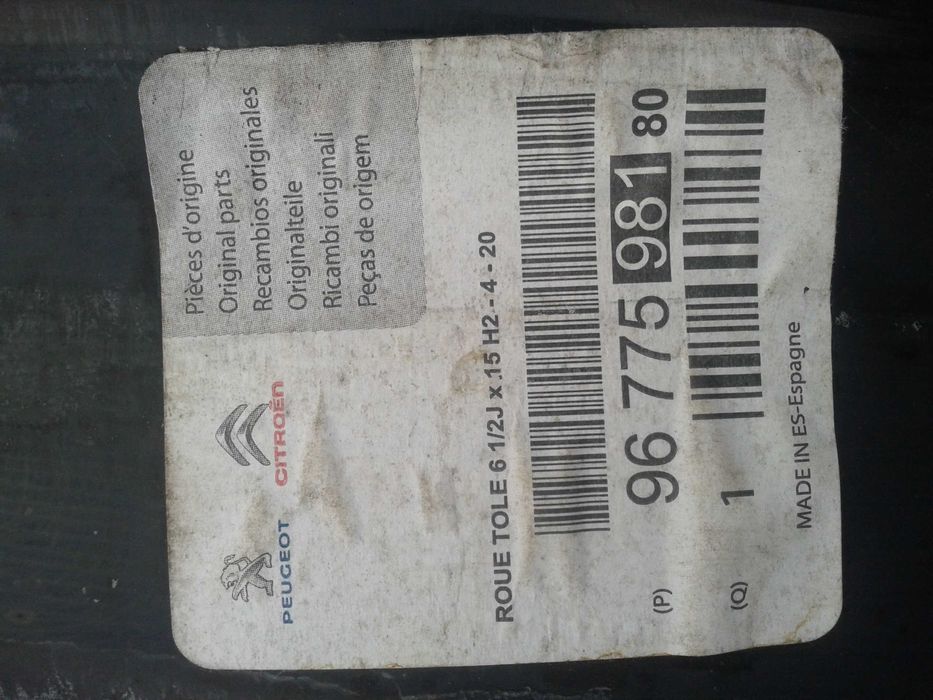 PEUGEOT
CITROËN
Pièces d'origine
Original parts
Recambios originales
Originalteile
Ricambi originali
Peças de origem
ROUE TOLE 6 1/2J x .15 H2 - 4 - 20
(P) 96 775 981 80
(Q) 1
MADE IN ES-Espagne